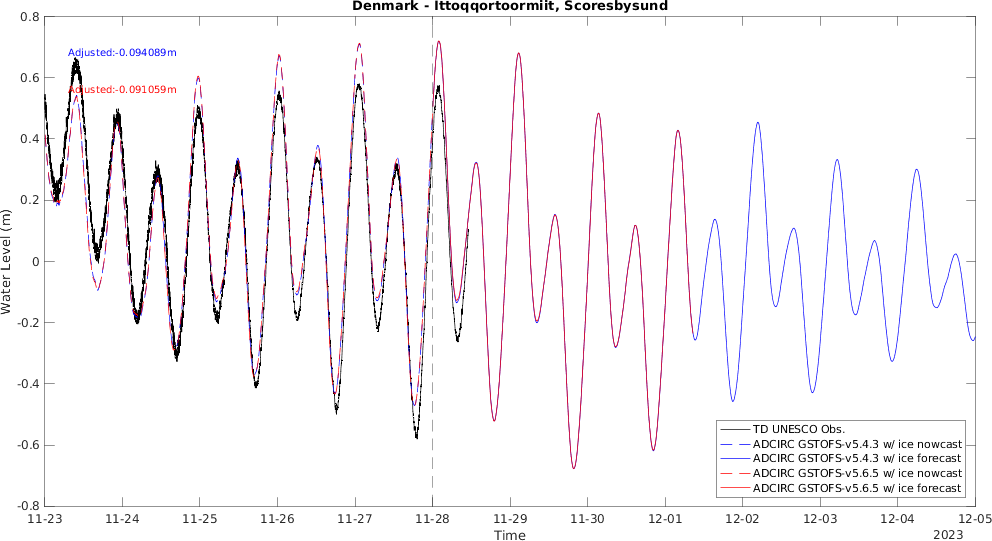 Denmark - Ittoqqortoormiit, Scoresbysund
Adjusted:-0.094089m
Adjusted:-0.091059m
Water Level (m)
0.8
0.6
0.4
0.2
0
-0.2
-0.4
-0.6
-0.8
TD UNESCO Obs.
ADCIRC GSTOFS-v5.4.3 w/ ice nowcast
ADCIRC GSTOFS-v5.4.3 w/ ice forecast
ADCIRC GSTOFS-v5.6.5 w/ ice nowcast
ADCIRC GSTOFS-v5.6.5 w/ ice forecast
11-23 11-24 11-25 11-26 11-27 11-28 11-29 11-30 12-01 12-02 12-03 12-04 12-05
Time
2023